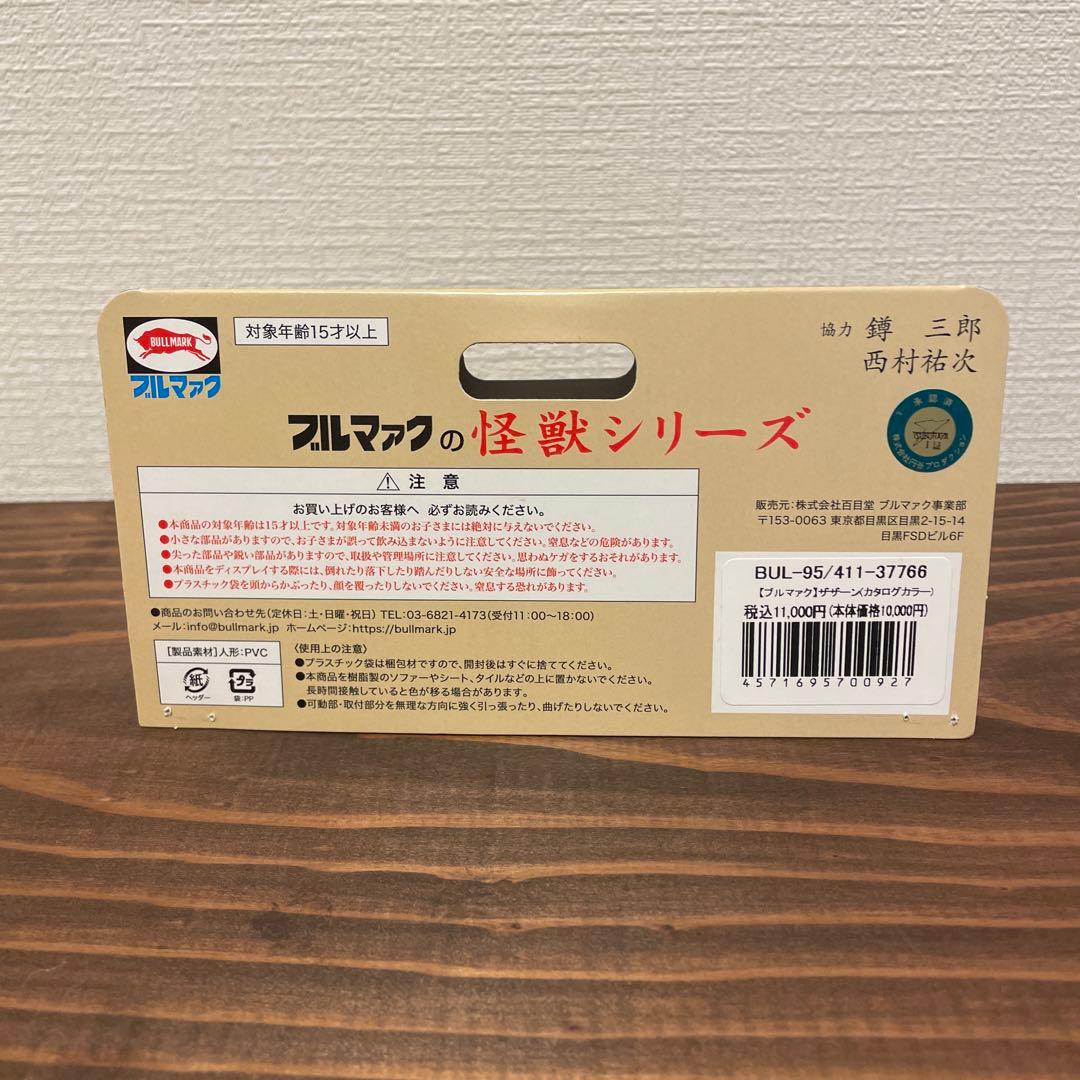 BULLMARK
ブルマァク
対象年齢15才以上
協力 鐏 三郎
西村祐次
ブルマァクの怪獣シリーズ
承認済
TSUBURAYA
株式会社円谷プロダクション
⚠ 注意
お買い上げのお客様へ 必ずお読みください。
●本商品の対象年齢は15才以上です。対象年齢未満のお子さまには絶対に与えないでください。
●小さな部品がありますので、お子さまが誤って飲み込まないように注意してください。窒息などの危険があります。
●尖った部品や鋭い部品がありますので、取扱や管理場所に注意してください。思わぬケガをするおそれがあります。
●本商品をディスプレイする際には、倒れたり落下したり踏んだりしない安全な場所に飾ってください。
●プラスチック袋を頭からかぶったり、顔を覆ったりしないでください。窒息する恐れがあります。
●商品のお問い合わせ先(定休日:土・日曜・祝日) TEL:03-6821-4173(受付11:00〜18:00)
メール:info@bullmark.jp ホームページ:https://bullmark.jp
【製品素材】人形:PVC
紙
ヘッダー
プラ
袋:PP
〈使用上の注意〉
●プラスチック袋は梱包材ですので、開封後はすぐに捨ててください。
●本商品を樹脂製のソファーやシート、タイルなどの上に置かないでください。
長時間接触していると色が移る場合があります。
●可動部・取付部分を無理な方向に強く引っ張ったり、曲げたりしないでください。
販売元:株式会社百目堂 ブルマァク事業部
〒153-0063 東京都目黒区目黒2-15-14
目黒FSDビル6F
BUL-95/411-37766
【ブルマァク】ザザーン(カタログカラー)
税込11,000円(本体価格10,000円)
4571695700927